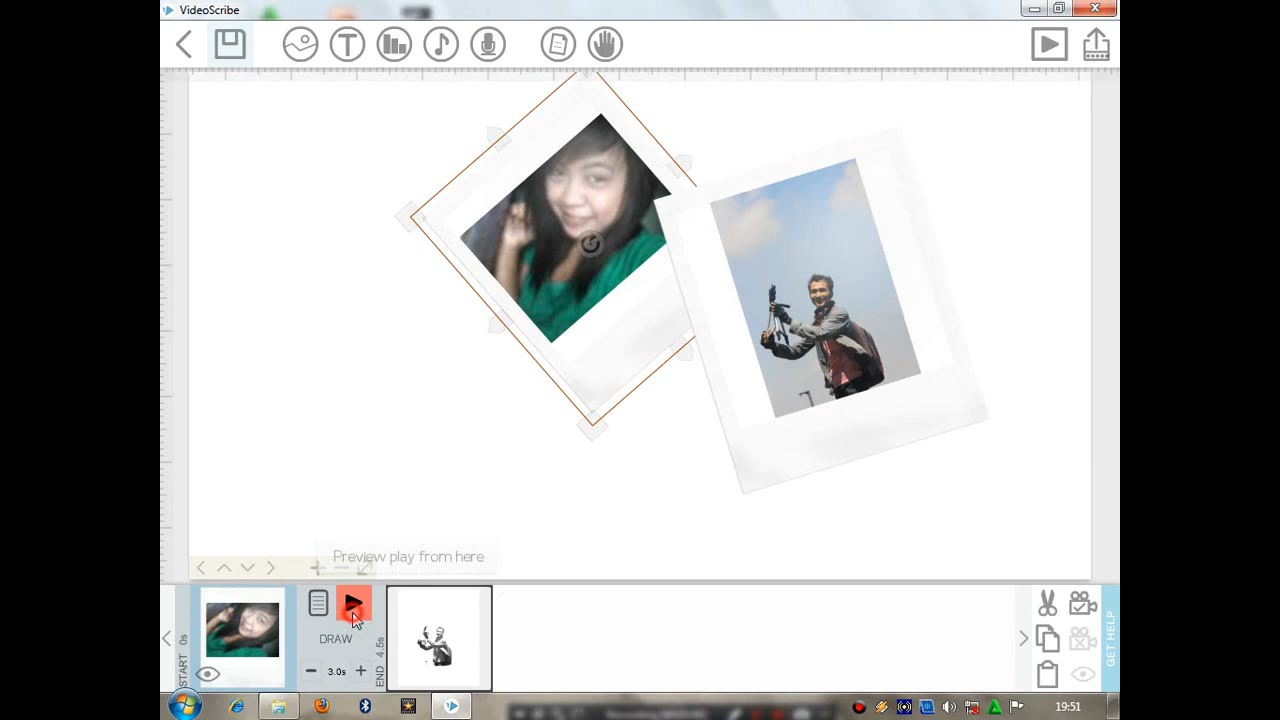 VideoScribe
Preview play from here
START 0s
DRAW
3.0s
END 4.5s
GET HELP
19:51